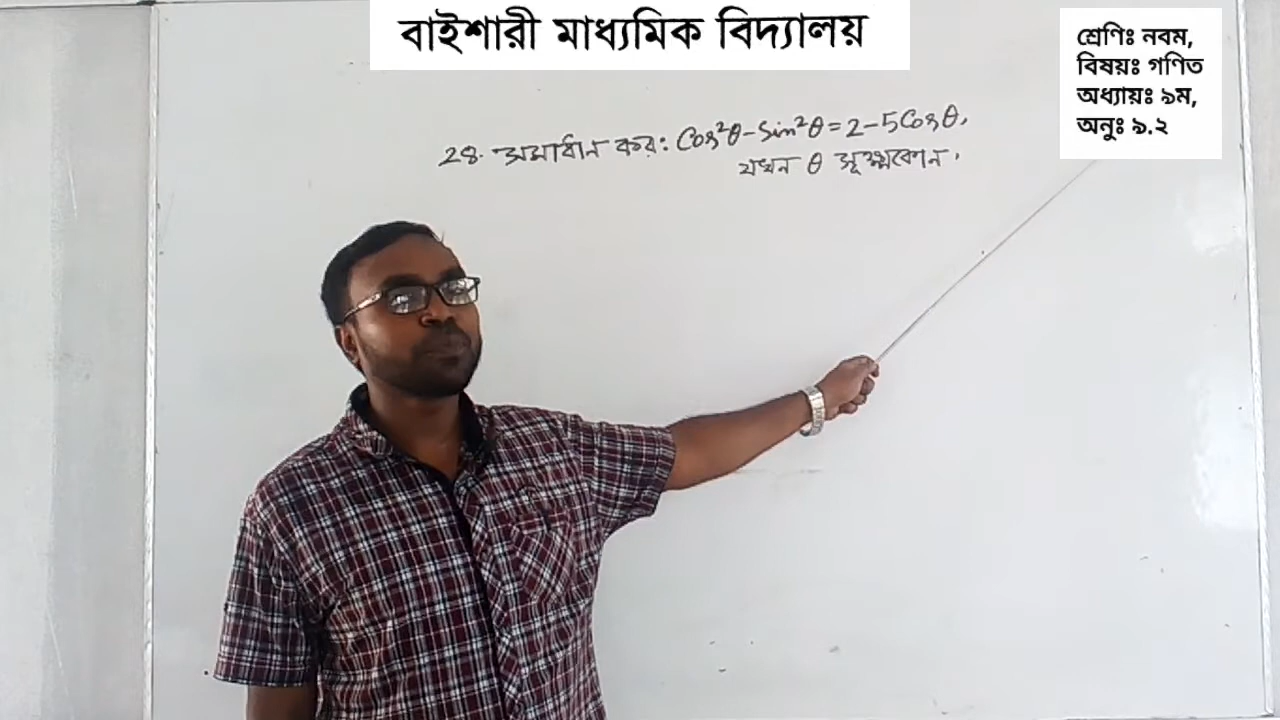 বাইশারী মাধ্যমিক বিদ্যালয়
শ্রেণিঃ নবম,
বিষয়ঃ গণিত
অধ্যায়ঃ ৯ম,
অনুঃ ৯.২
২৪. সমাধান কর: Cos²θ-Sin²θ=2-5Cosθ,
যখন θ সূক্ষ্মকোন.